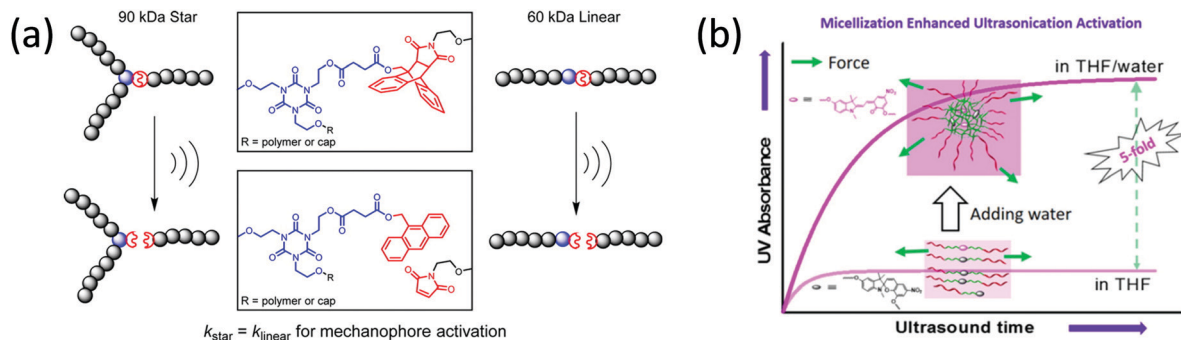 (a)
90 kDa Star
60 kDa Linear
R = polymer or cap
R = polymer or cap
k_star = k_linear for mechanophore activation
(b)
Micellization Enhanced Ultrasonication Activation
Force
in THF/water
5-fold
Adding water
in THF
UV Absorbance
Ultrasound time